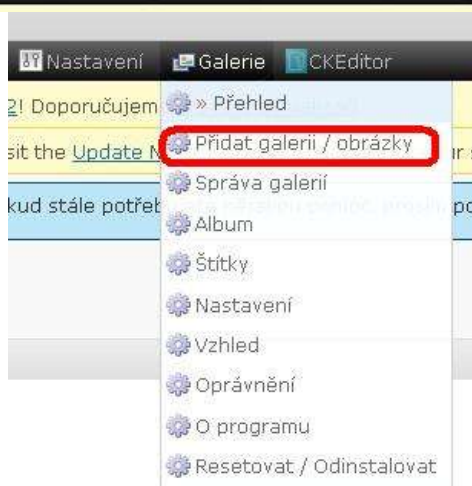 Nastavení Galerie CKEditor
2! Doporučujem » Přehled
sit the Update N Přidat galerii / obrázky
Správa galerií
kud stále potřeb po
Album
Štítky
Nastavení
Vzhled
Oprávnění
O programu
Resetovat / Odinstalovat